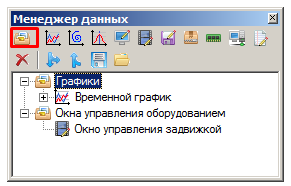 Менеджер данных
Графики
Временной график
Окна управления оборудованием
Окно управления задвижкой